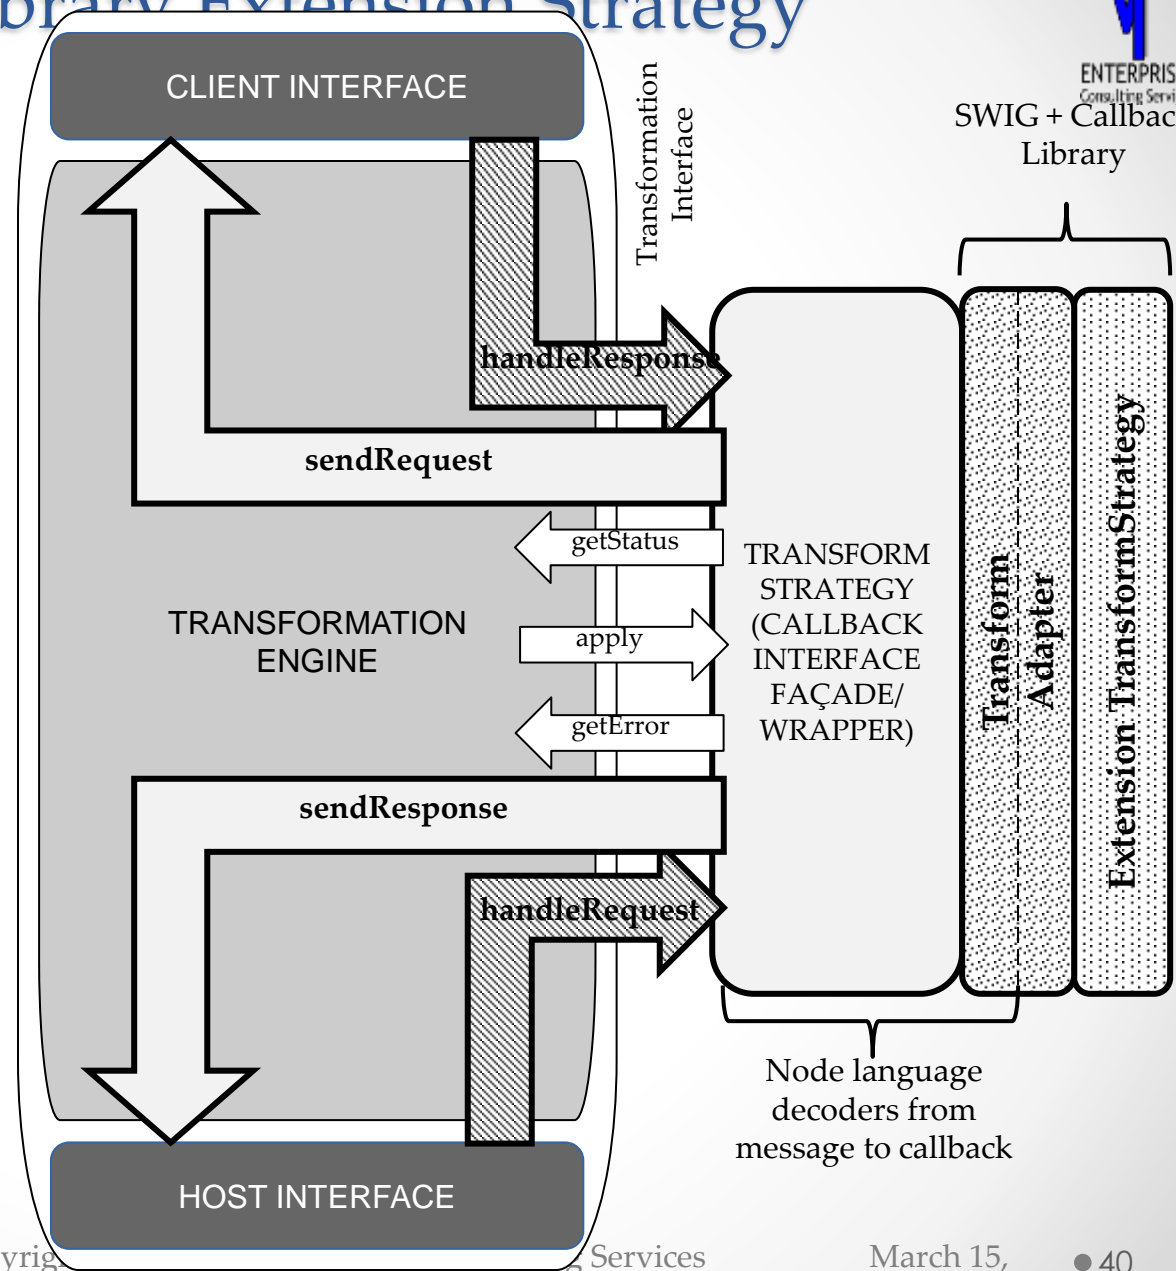 Extension Strategy
CLIENT INTERFACE
Transformation
Interface
SWIG +
Library
handleResponse
sendRequest
getStatus
TRANSFORMATION
ENGINE
apply
getError
TRANSFORM
STRATEGY
(CALLBACK
INTERFACE
FAÇADE/
WRAPPER)
Transform
Adapter
Extension TransformStrategy
sendResponse
handleRequest
Node language
decoders from
message to callback
HOST INTERFACE
Services
March 15,
40